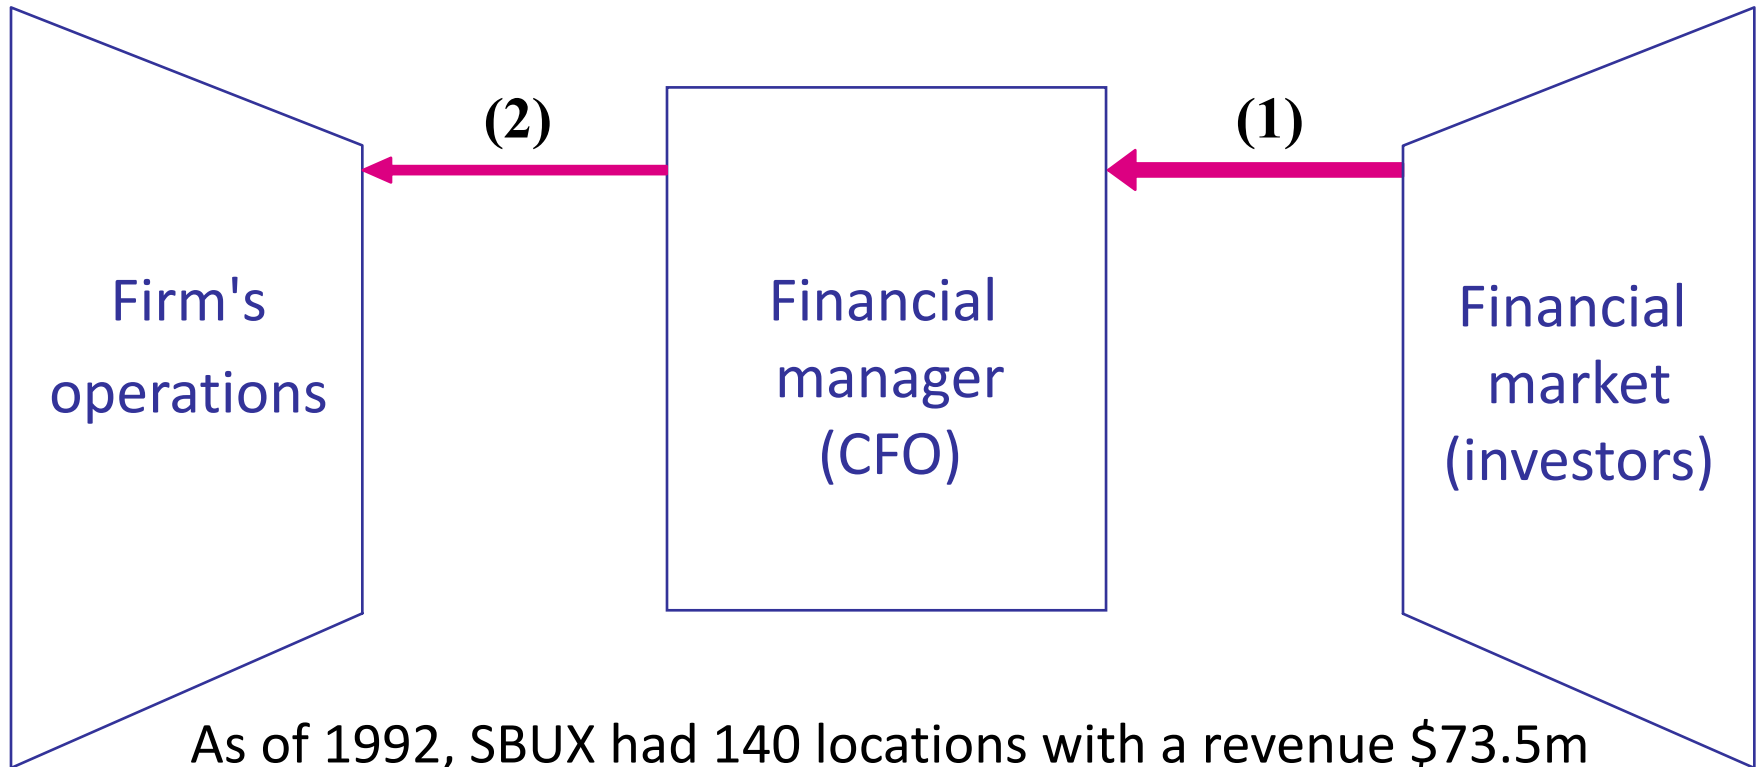 (2)
(1)
Firm's
operations
Financial
manager
(CFO)
Financial
market
(investors)
As of 1992, SBUX had 140 locations with a revenue $73.5m